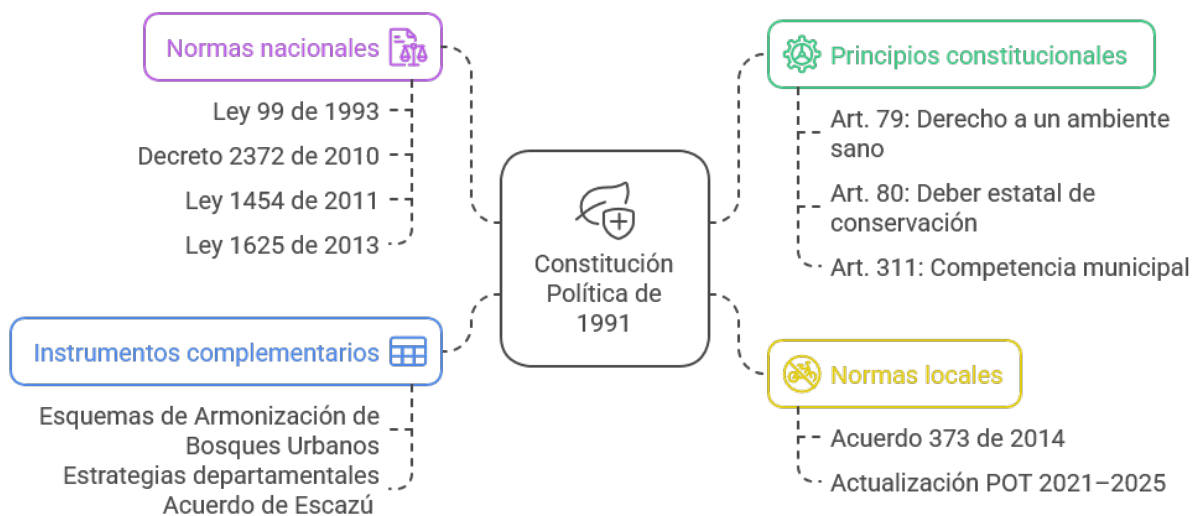 Normas nacionales
Ley 99 de 1993
Decreto 2372 de 2010
Ley 1454 de 2011
Ley 1625 de 2013
Instrumentos complementarios
Esquemas de Armonización de
Bosques Urbanos
Estrategias departamentales
Acuerdo de Escazú
Constitución
Política de
1991
Principios constitucionales
Art. 79: Derecho a un ambiente
sano
Art. 80: Deber estatal de
conservación
Art. 311: Competencia municipal
Normas locales
Acuerdo 373 de 2014
Actualización POT 2021–2025